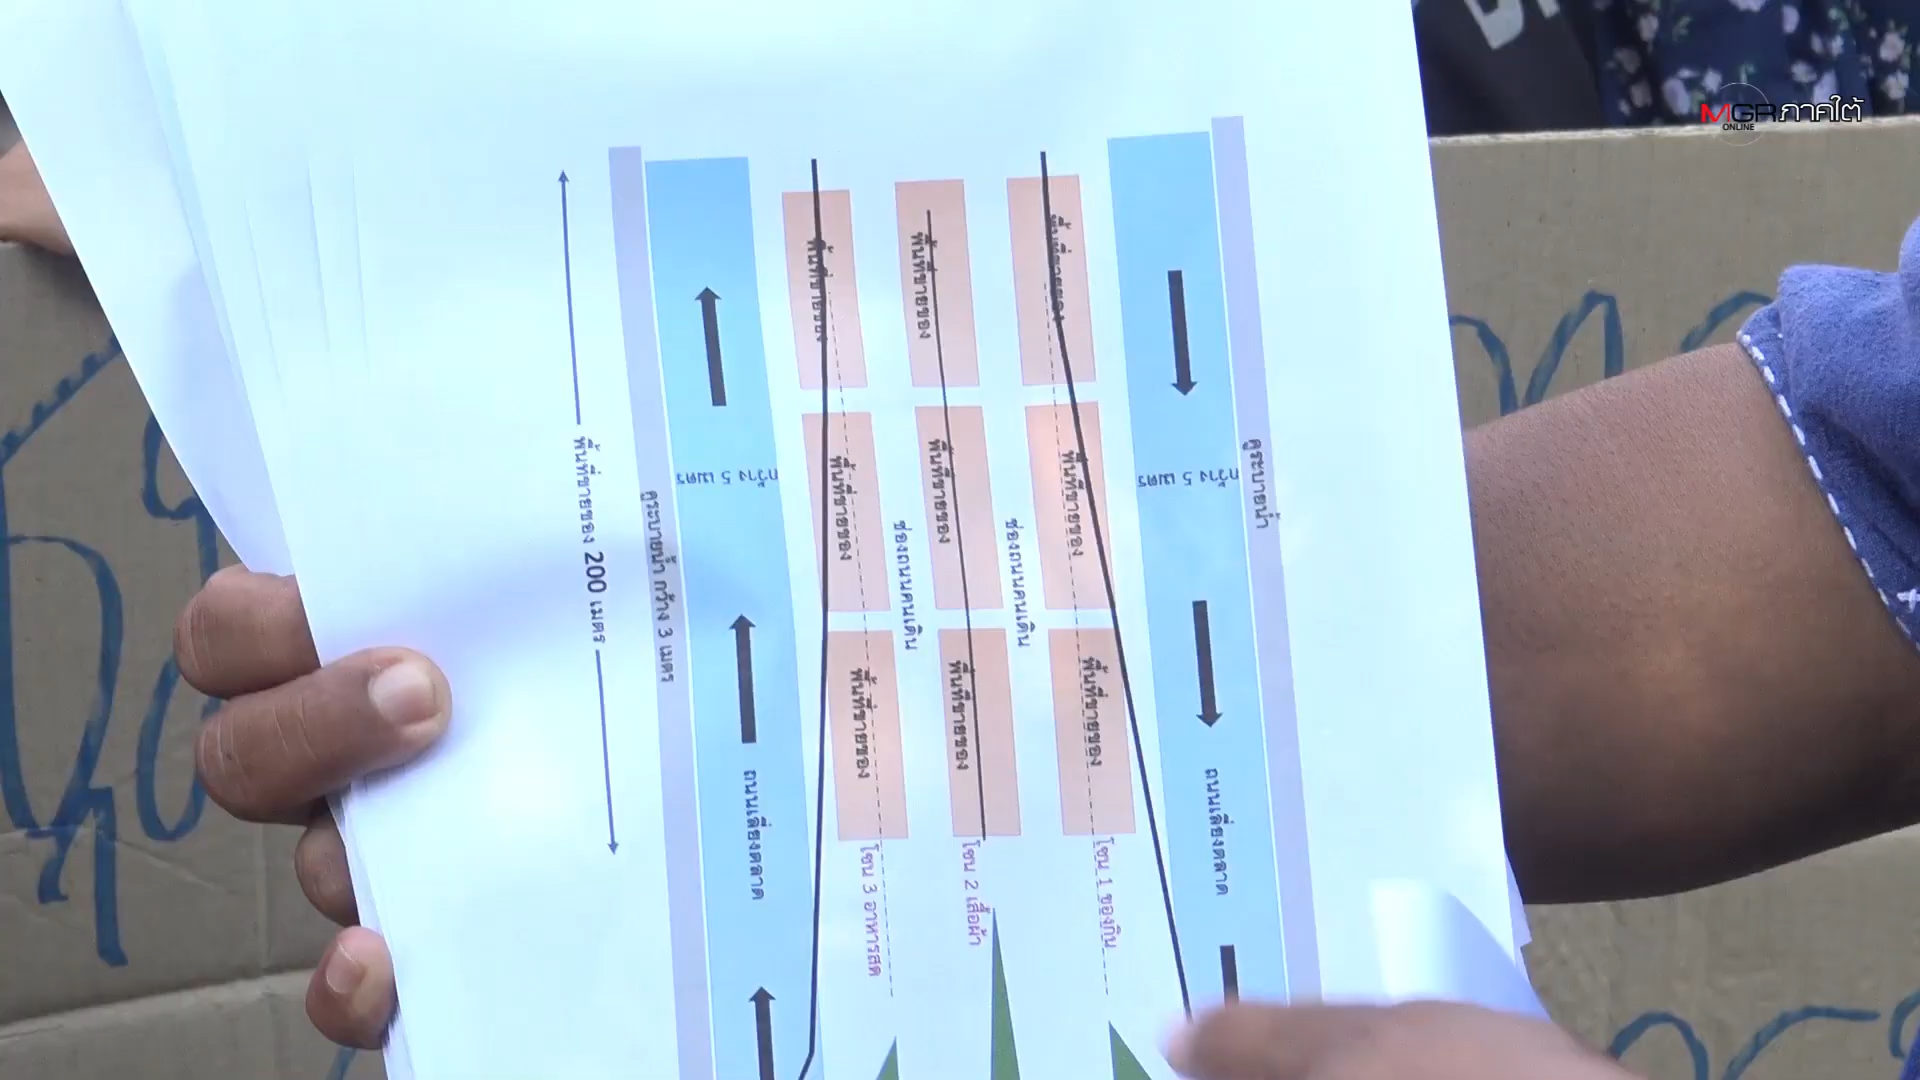 MGR ภาคใต้
ONLINE
พื้นที่ขายของ 200 เมตร
คูระบายน้ำ กว้าง 3 เมตร
กว้าง 5 เมตร
ถนนเลี่ยงตลาด
พื้นที่ขายของ
พื้นที่ขายของ
พื้นที่ขายของ
โซน 3 อาหารสด
ช่องถนนคนเดิน
พื้นที่ขายของ
พื้นที่ขายของ
พื้นที่ขายของ
โซน 2 เสื้อผ้า
ช่องถนนคนเดิน
พื้นที่ขายของ
พื้นที่ขายของ
พื้นที่ขายของ
โซน 1 ของกิน
กว้าง 5 เมตร
ถนนเลี่ยงตลาด
คูระบายน้ำ